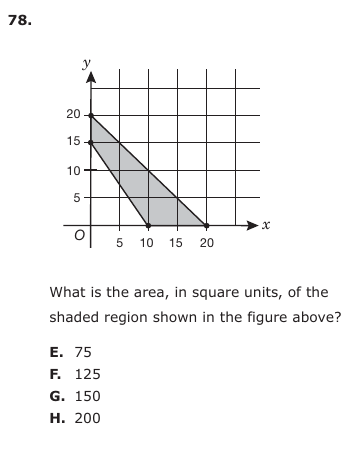 78.
y
20
15
10
5
O
5 10 15 20
x
What is the area, in square units, of the
shaded region shown in the figure above?
E. 75
F. 125
G. 150
H. 200